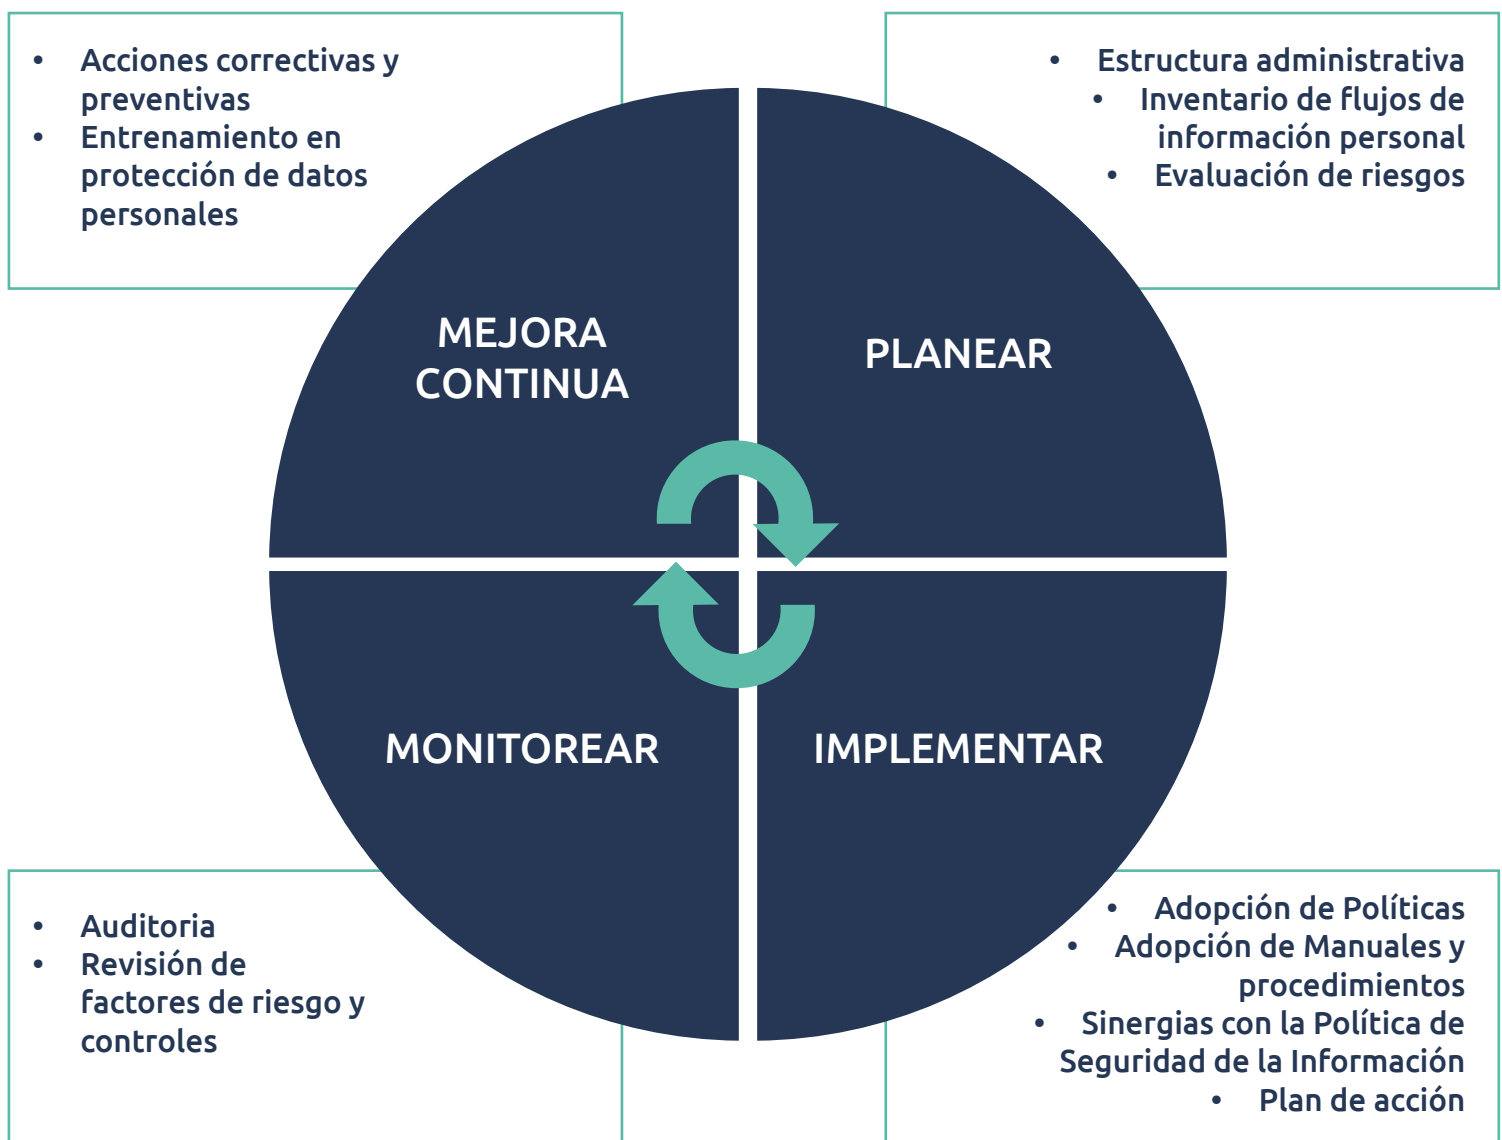 • Acciones correctivas y
preventivas
• Entrenamiento en
protección de datos
personales
• Estructura administrativa
• Inventario de flujos de
información personal
• Evaluación de riesgos
MEJORA
CONTINUA
PLANEAR
MONITOREAR
IMPLEMENTAR
• Auditoria
• Revisión de
factores de riesgo y
controles
• Adopción de Políticas
• Adopción de Manuales y
procedimientos
• Sinergias con la Política de
Seguridad de la Información
• Plan de acción